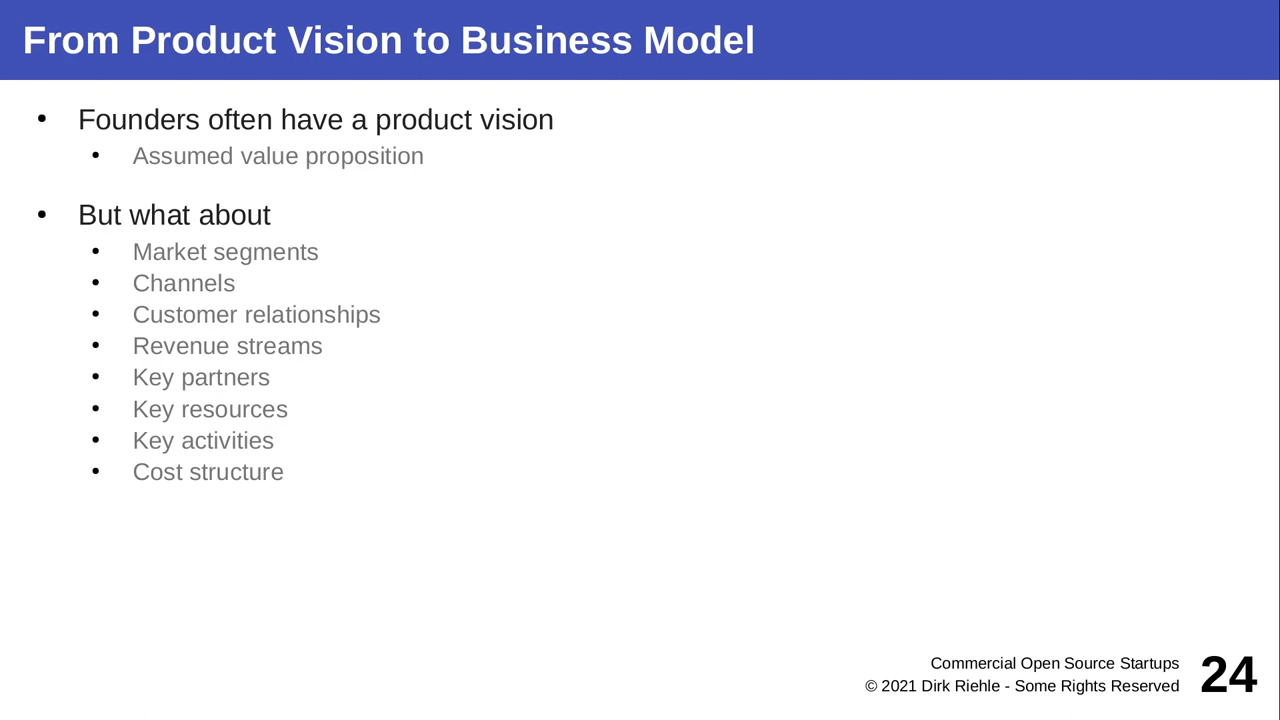 From Product Vision to Business Model
• Founders often have a product vision
• Assumed value proposition
• But what about
• Market segments
• Channels
• Customer relationships
• Revenue streams
• Key partners
• Key resources
• Key activities
• Cost structure
Commercial Open Source Startups
© 2021 Dirk Riehle - Some Rights Reserved
24